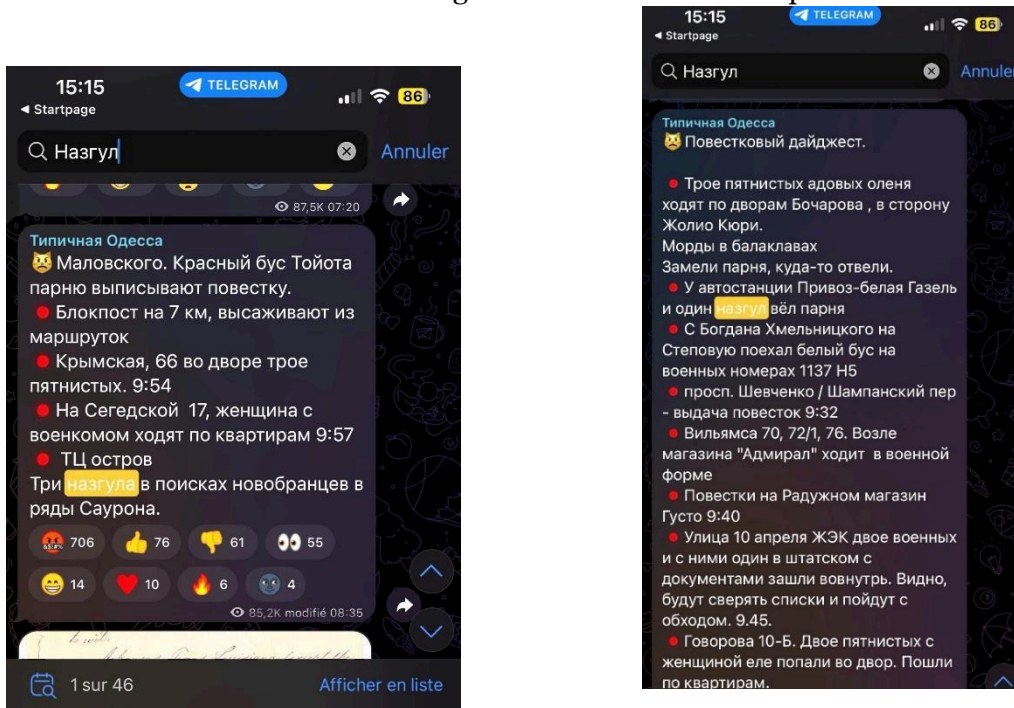 15:15
TELEGRAM
86
Startpage
Назгул
Annuler
87,5K 07:20
Типичная Одесса
Маловского. Красный бус Тойота
парню выписывают повестку.
Блокпост на 7 км, высаживают из
маршруток
Крымская, 66 во дворе трое
пятнистых. 9:54
На Сегедской 17, женщина с
военкомом ходят по квартирам 9:57
ТЦ остров
Три назгула в поисках новобранцев в
ряды Саурона.
706 76 61 55
14 10 6 4
85,2K modifié 08:35
1 sur 46
Afficher en liste
15:15
TELEGRAM
86
Startpage
Назгул
Annuler
Типичная Одесса
Повестковый дайджест.
Трое пятнистых адовых оленя
ходят по дворам Бочарова , в сторону
Жолио Кюри.
Морды в балаклавах
Замели парня, куда-то отвели.
У автостанции Привоз-белая Газель
и один назгул вёл парня
С Богдана Хмельницкого на
Степовую поехал белый бус на
военных номерах 1137 Н5
просп. Шевченко / Шампанский пер
- выдача повесток 9:32
Вильямса 70, 72/1, 76. Возле
магазина "Адмирал" ходит в военной
форме
Повестки на Радужном магазин
Густо 9:40
Улица 10 апреля ЖЭК двое военных
и с ними один в штатском с
документами зашли вовнутрь. Видно,
будут сверять списки и пойдут с
обходом. 9.45.
Говорова 10-Б. Двое пятнистых с
женщиной еле попали во двор. Пошли
по квартирам.